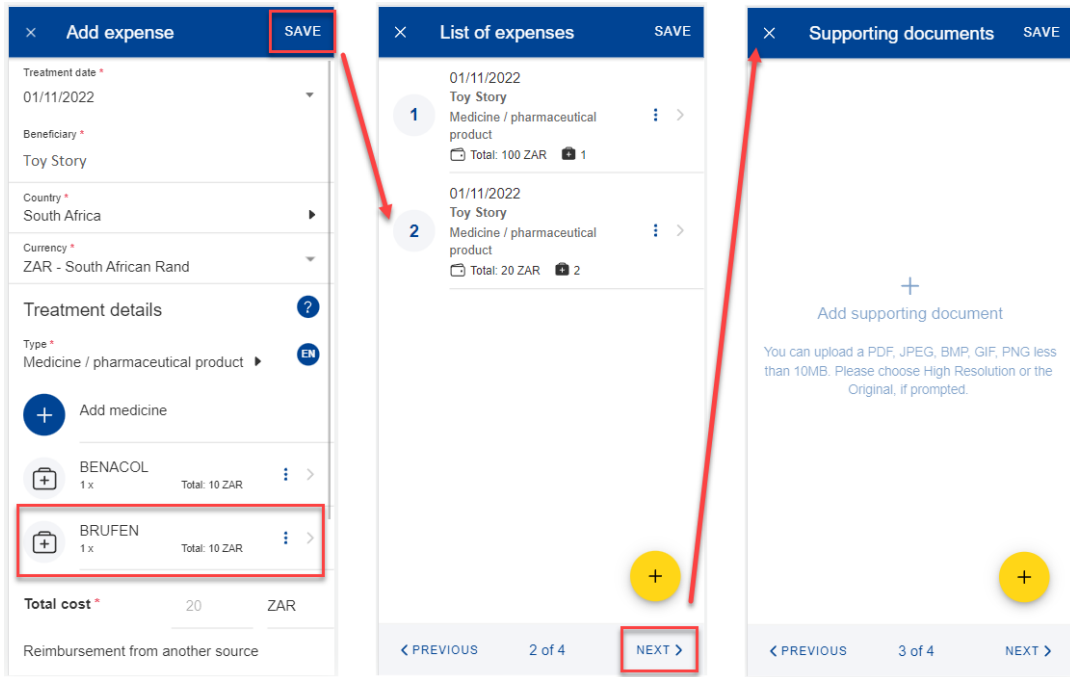 × Add expense SAVE
Treatment date *
01/11/2022
Beneficiary *
Toy Story
Country *
South Africa
Currency *
ZAR - South African Rand
Treatment details ?
Type *
Medicine / pharmaceutical product EN
+ Add medicine
BENACOL
1 x Total: 10 ZAR
BRUFEN
1 x Total: 10 ZAR
Total cost * 20 ZAR
Reimbursement from another source
× List of expenses SAVE
01/11/2022
Toy Story
1 Medicine / pharmaceutical
product
Total: 100 ZAR 1
01/11/2022
Toy Story
2 Medicine / pharmaceutical
product
Total: 20 ZAR 2
+
< PREVIOUS 2 of 4 NEXT >
× Supporting documents SAVE
+
Add supporting document
You can upload a PDF, JPEG, BMP, GIF, PNG less
than 10MB. Please choose High Resolution or the
Original, if prompted.
+
< PREVIOUS 3 of 4 NEXT >